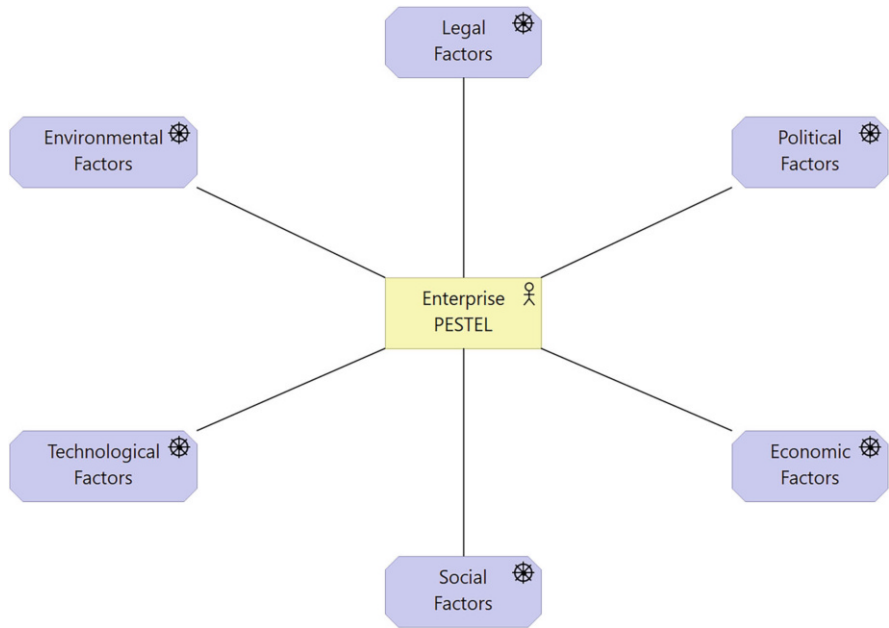 Legal
Factors
Environmental
Factors
Political
Factors
Enterprise
PESTEL
Technological
Factors
Economic
Factors
Social
Factors